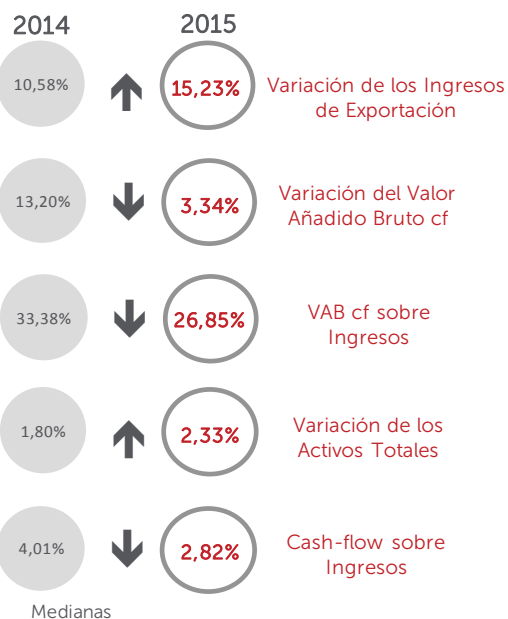 2014 2015
10,58% 15,23% Variación de los Ingresos
de Exportación
13,20% 3,34% Variación del Valor
Añadido Bruto cf
33,38% 26,85% VAB cf sobre
Ingresos
1,80% 2,33% Variación de los
Activos Totales
4,01% 2,82% Cash-flow sobre
Ingresos
Medianas